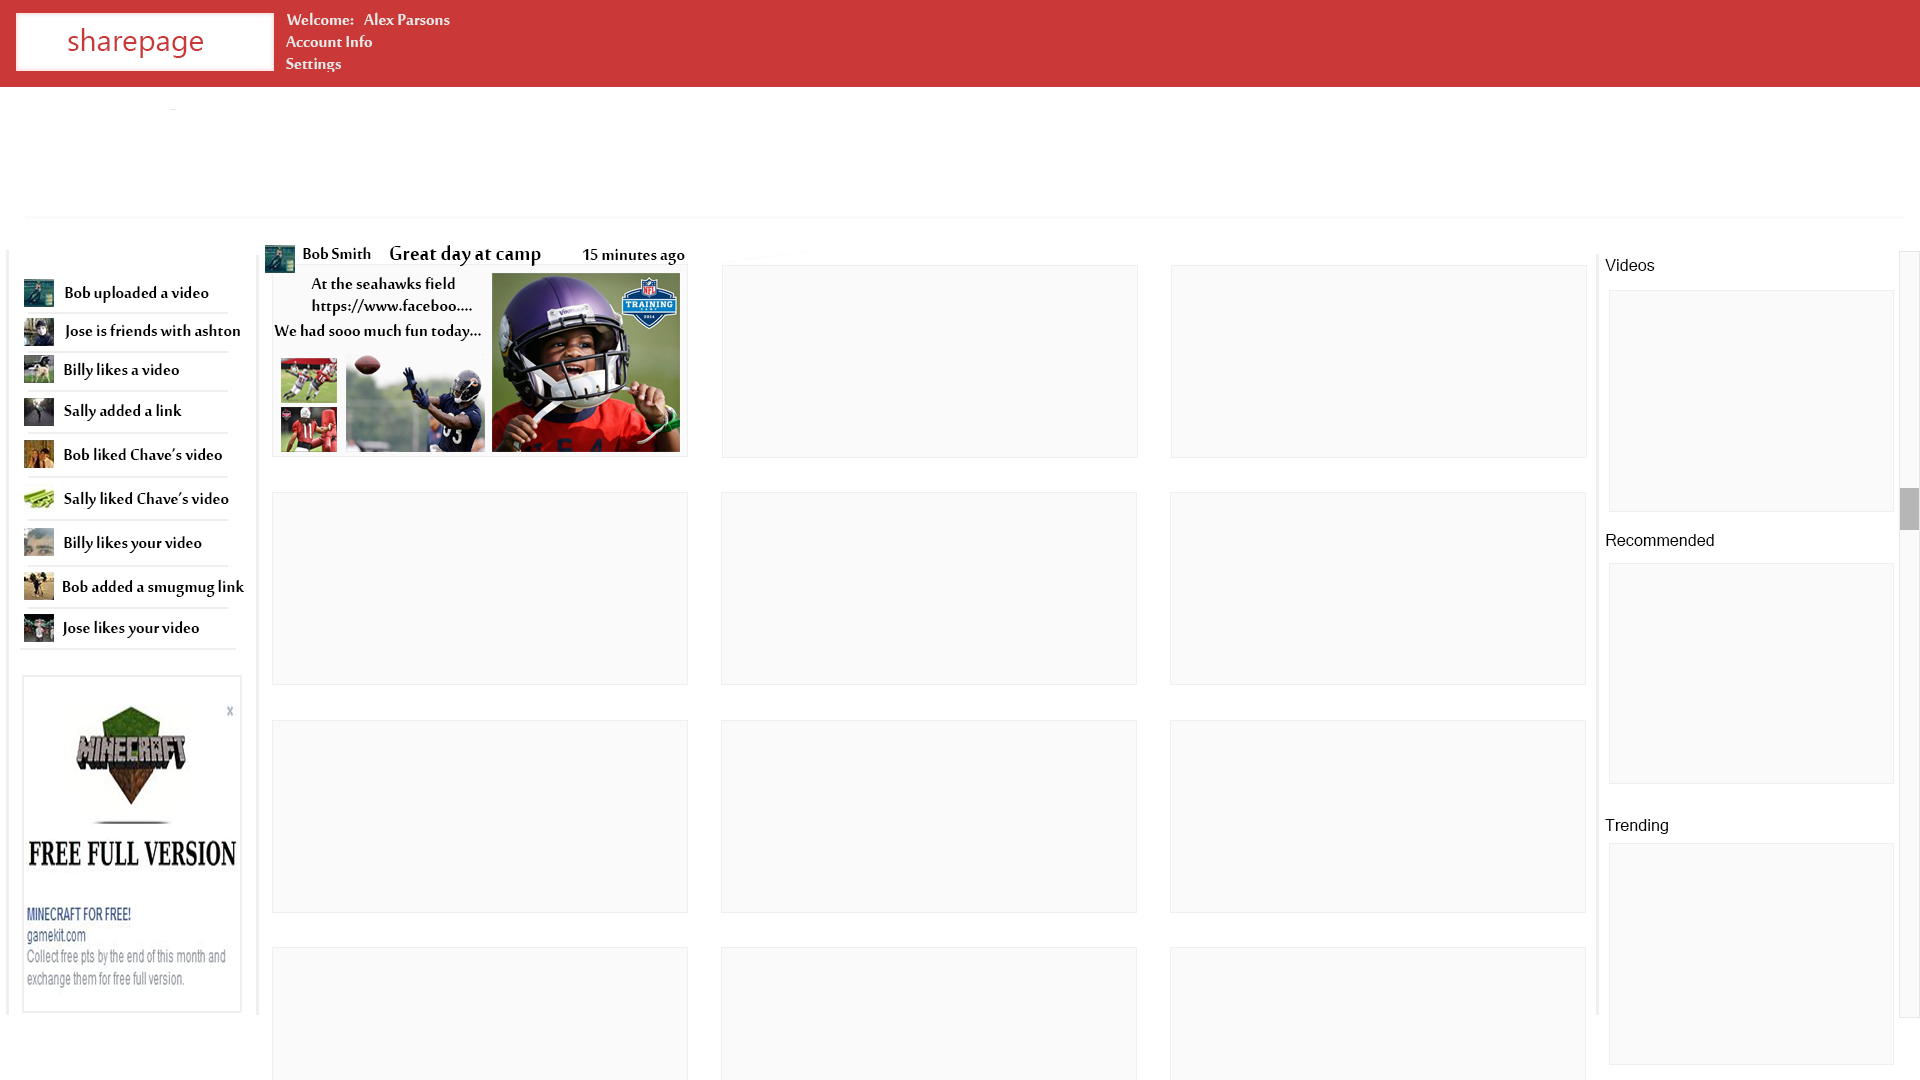 sharepage
Welcome: Alex Parsons
Account Info
Settings
Bob uploaded a video
Jose is friends with ashton
Billy likes a video
Sally added a link
Bob liked Chave's video
Sally liked Chave's video
Billy likes your video
Bob added a smugmug link
Jose likes your video
x
MINECRAFT
FREE FULL VERSION
MINECRAFT FOR FREE!
gamekit.com
Collect free pts by the end of this month and
exchange them for free full version.
Bob Smith Great day at camp 15 minutes ago
At the seahawks field
https://www.faceboo....
We had sooo much fun today...
NFL
TRAINING
CAMP
2014
VIKINGS
11
83
Videos
Recommended
Trending